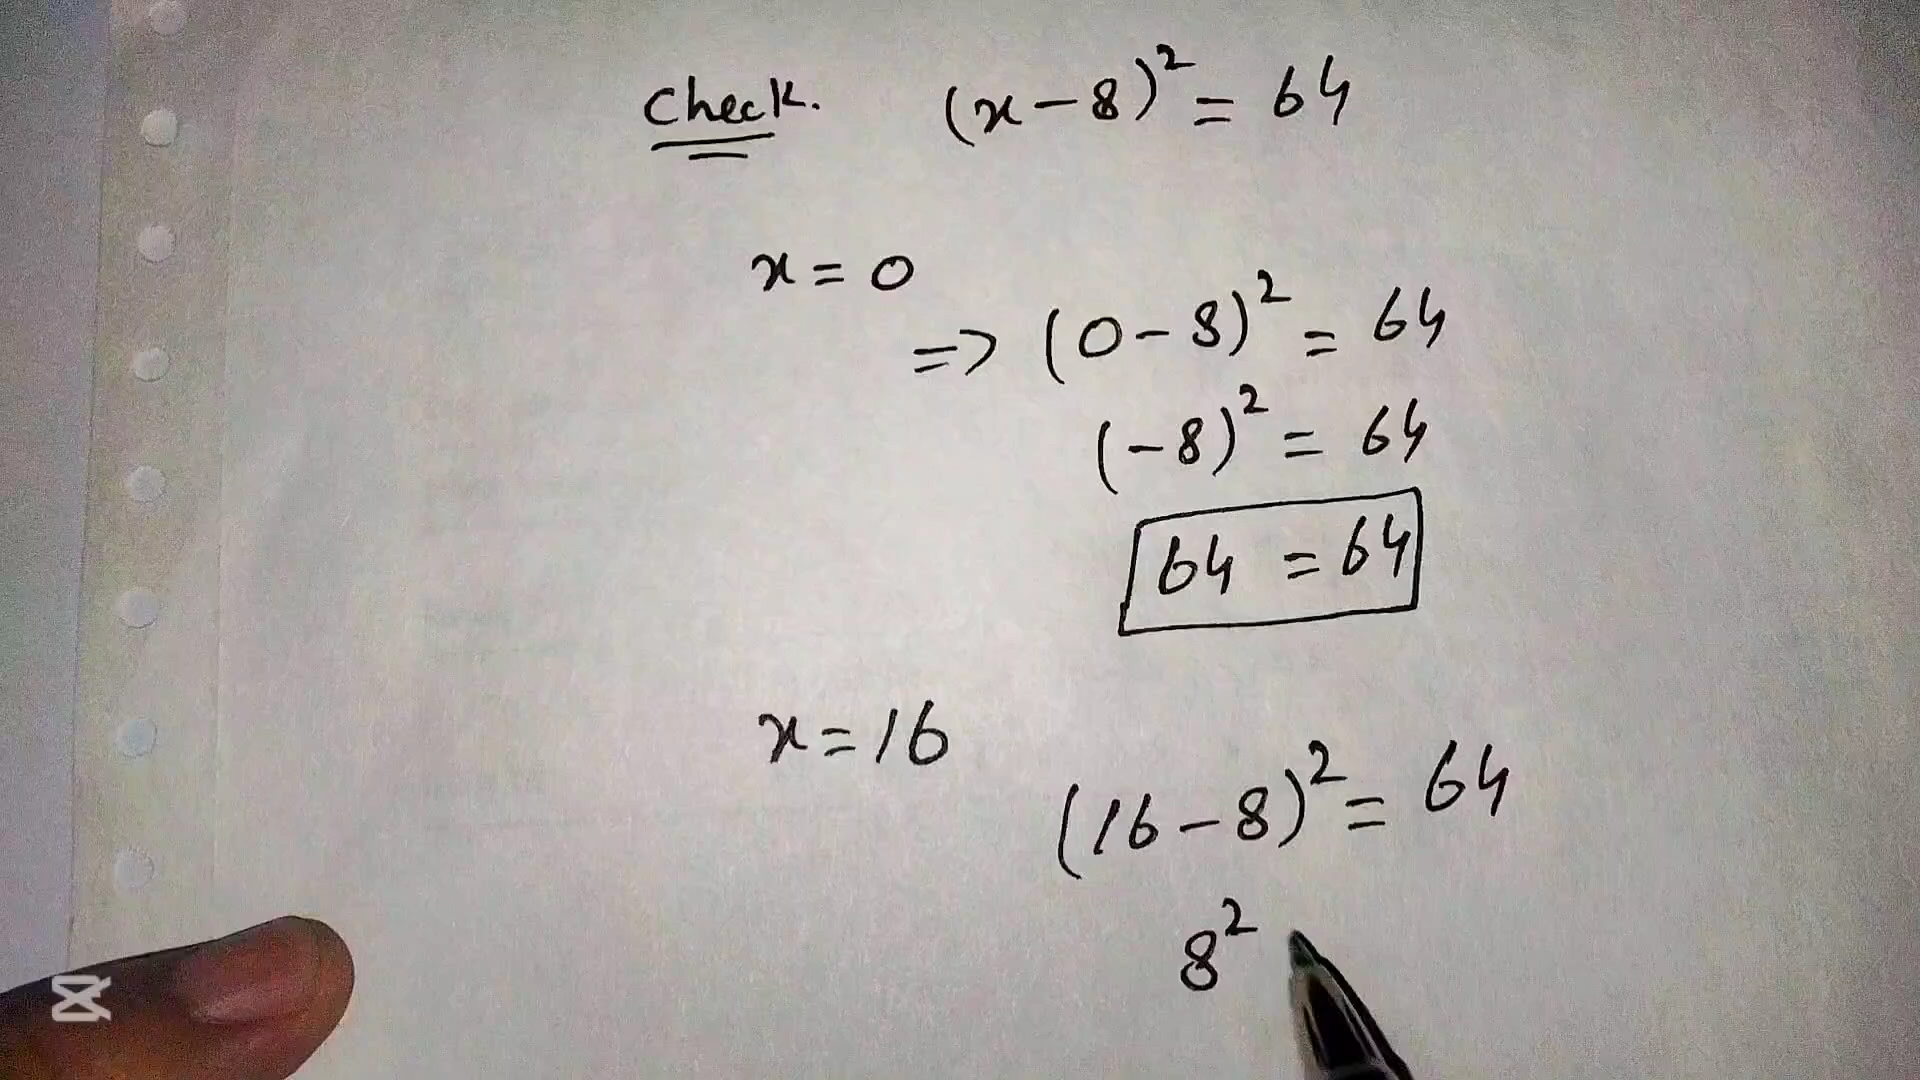 Check. (x-8)² = 64
x = 0
=> (0-8)² = 64
(-8)² = 64
64 = 64
x = 16
(16-8)² = 64
8²